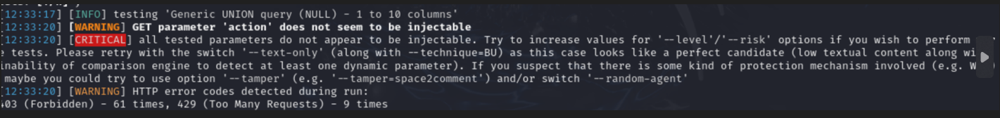 [12:33:17] [INFO] testing 'Generic UNION query (NULL) - 1 to 10 columns'
[12:33:20] [WARNING] GET parameter 'action' does not seem to be injectable
[12:33:20] [CRITICAL] all tested parameters do not appear to be injectable. Try to increase values for '--level'/'--risk' options if you wish to perform
e tests. Please retry with the switch '--text-only' (along with --technique=BU) as this case looks like a perfect candidate (low textual content along wi
inability of comparison engine to detect at least one dynamic parameter). If you suspect that there is some kind of protection mechanism involved (e.g. W
maybe you could try to use option '--tamper' (e.g. '--tamper=space2comment') and/or switch '--random-agent'
[12:33:20] [WARNING] HTTP error codes detected during run:
403 (Forbidden) - 61 times, 429 (Too Many Requests) - 9 times